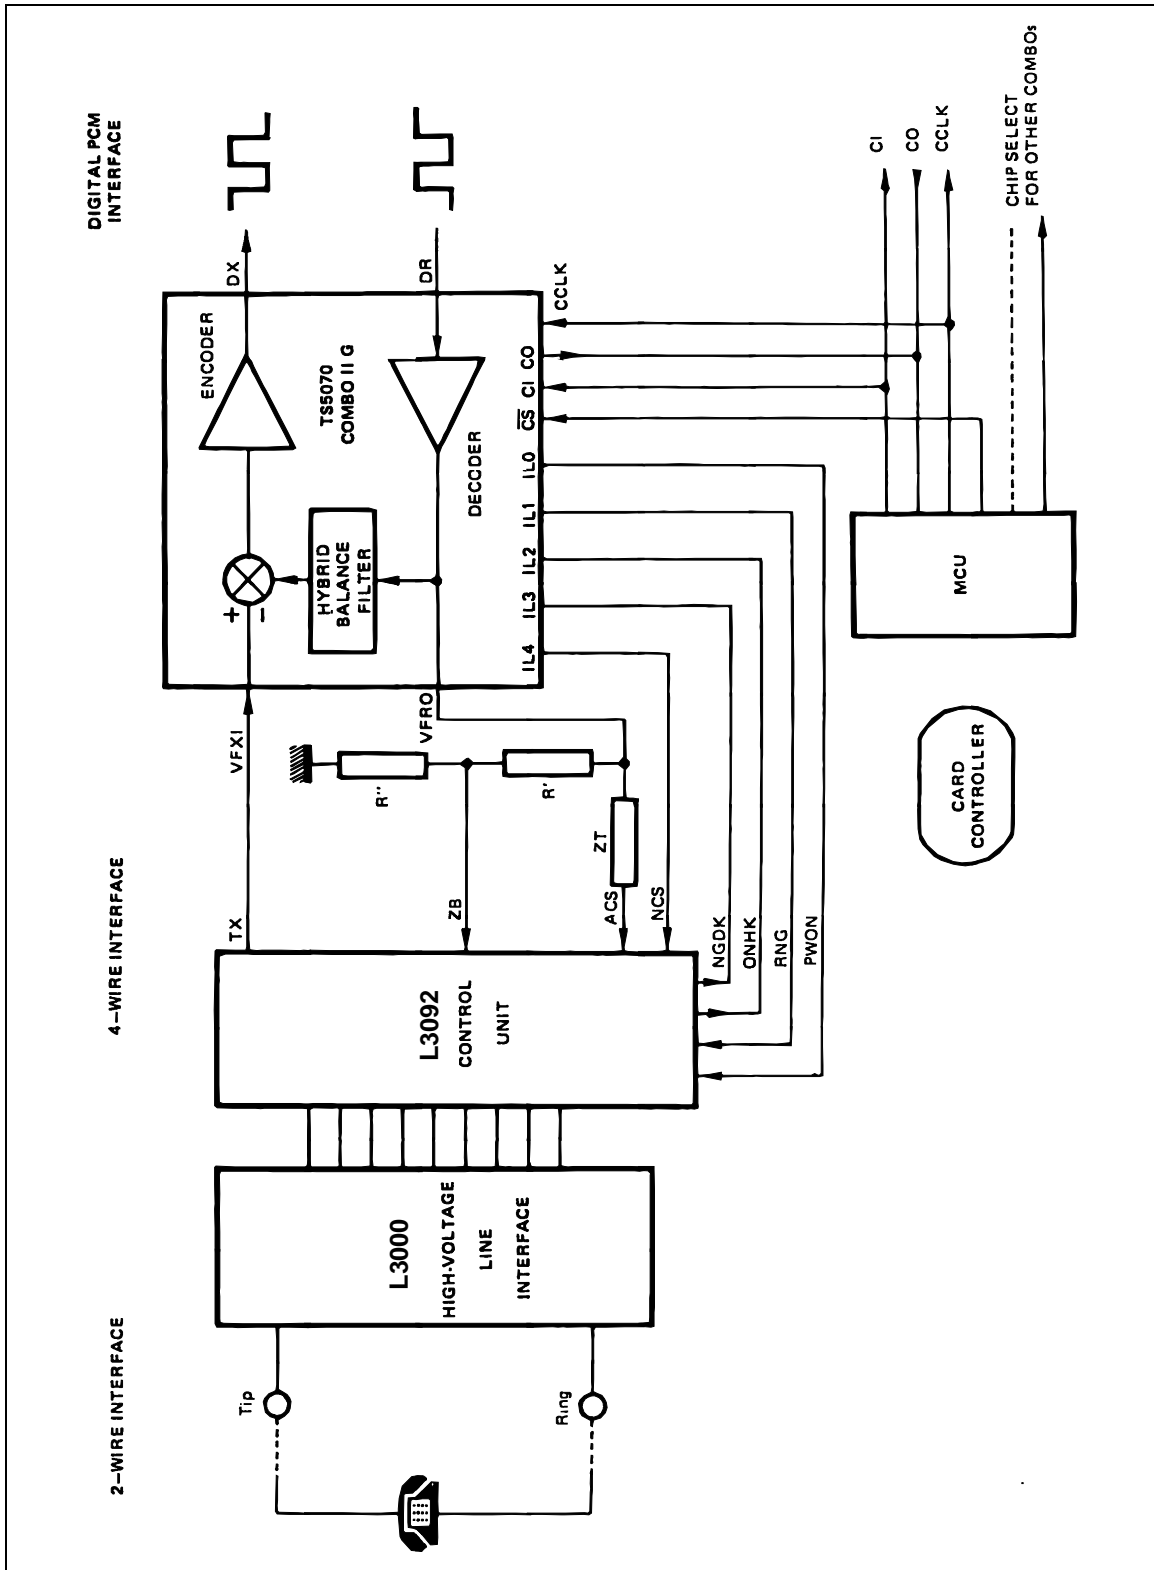 2-WIRE INTERFACE
4-WIRE INTERFACE
DIGITAL PCM
INTERFACE
Tip
Ring
L3000
HIGH-VOLTAGE
LINE
INTERFACE
L3092
CONTROL
UNIT
TX
VFXI
ZB
ACS
NCS
NGDK
ONHK
RNG
PWON
R''
R'
ZT
VFRO
+
-
HYBRID
BALANCE
FILTER
ENCODER
TS5070
COMBO II G
DECODER
DX
DR
IL4
IL3
IL2
IL1
IL0
CS
CI
CO
CCLK
MCU
CARD
CONTROLLER
CI
CO
CCLK
CHIP SELECT
FOR OTHER COMBOs